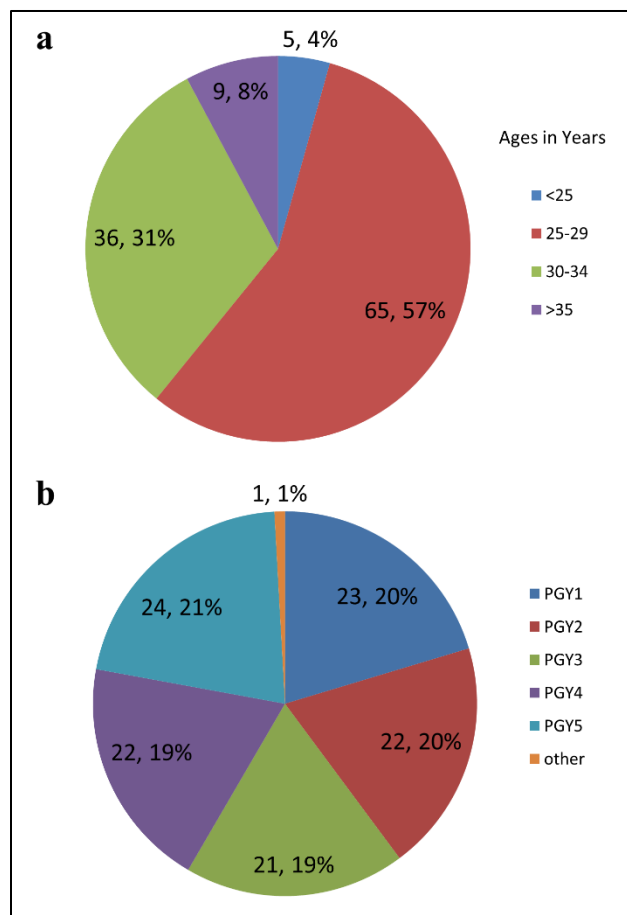 a
5, 4%
9, 8%
36, 31%
65, 57%
Ages in Years
<25
25-29
30-34
>35
b
1, 1%
24, 21%
23, 20%
22, 19%
22, 20%
21, 19%
PGY1
PGY2
PGY3
PGY4
PGY5
other